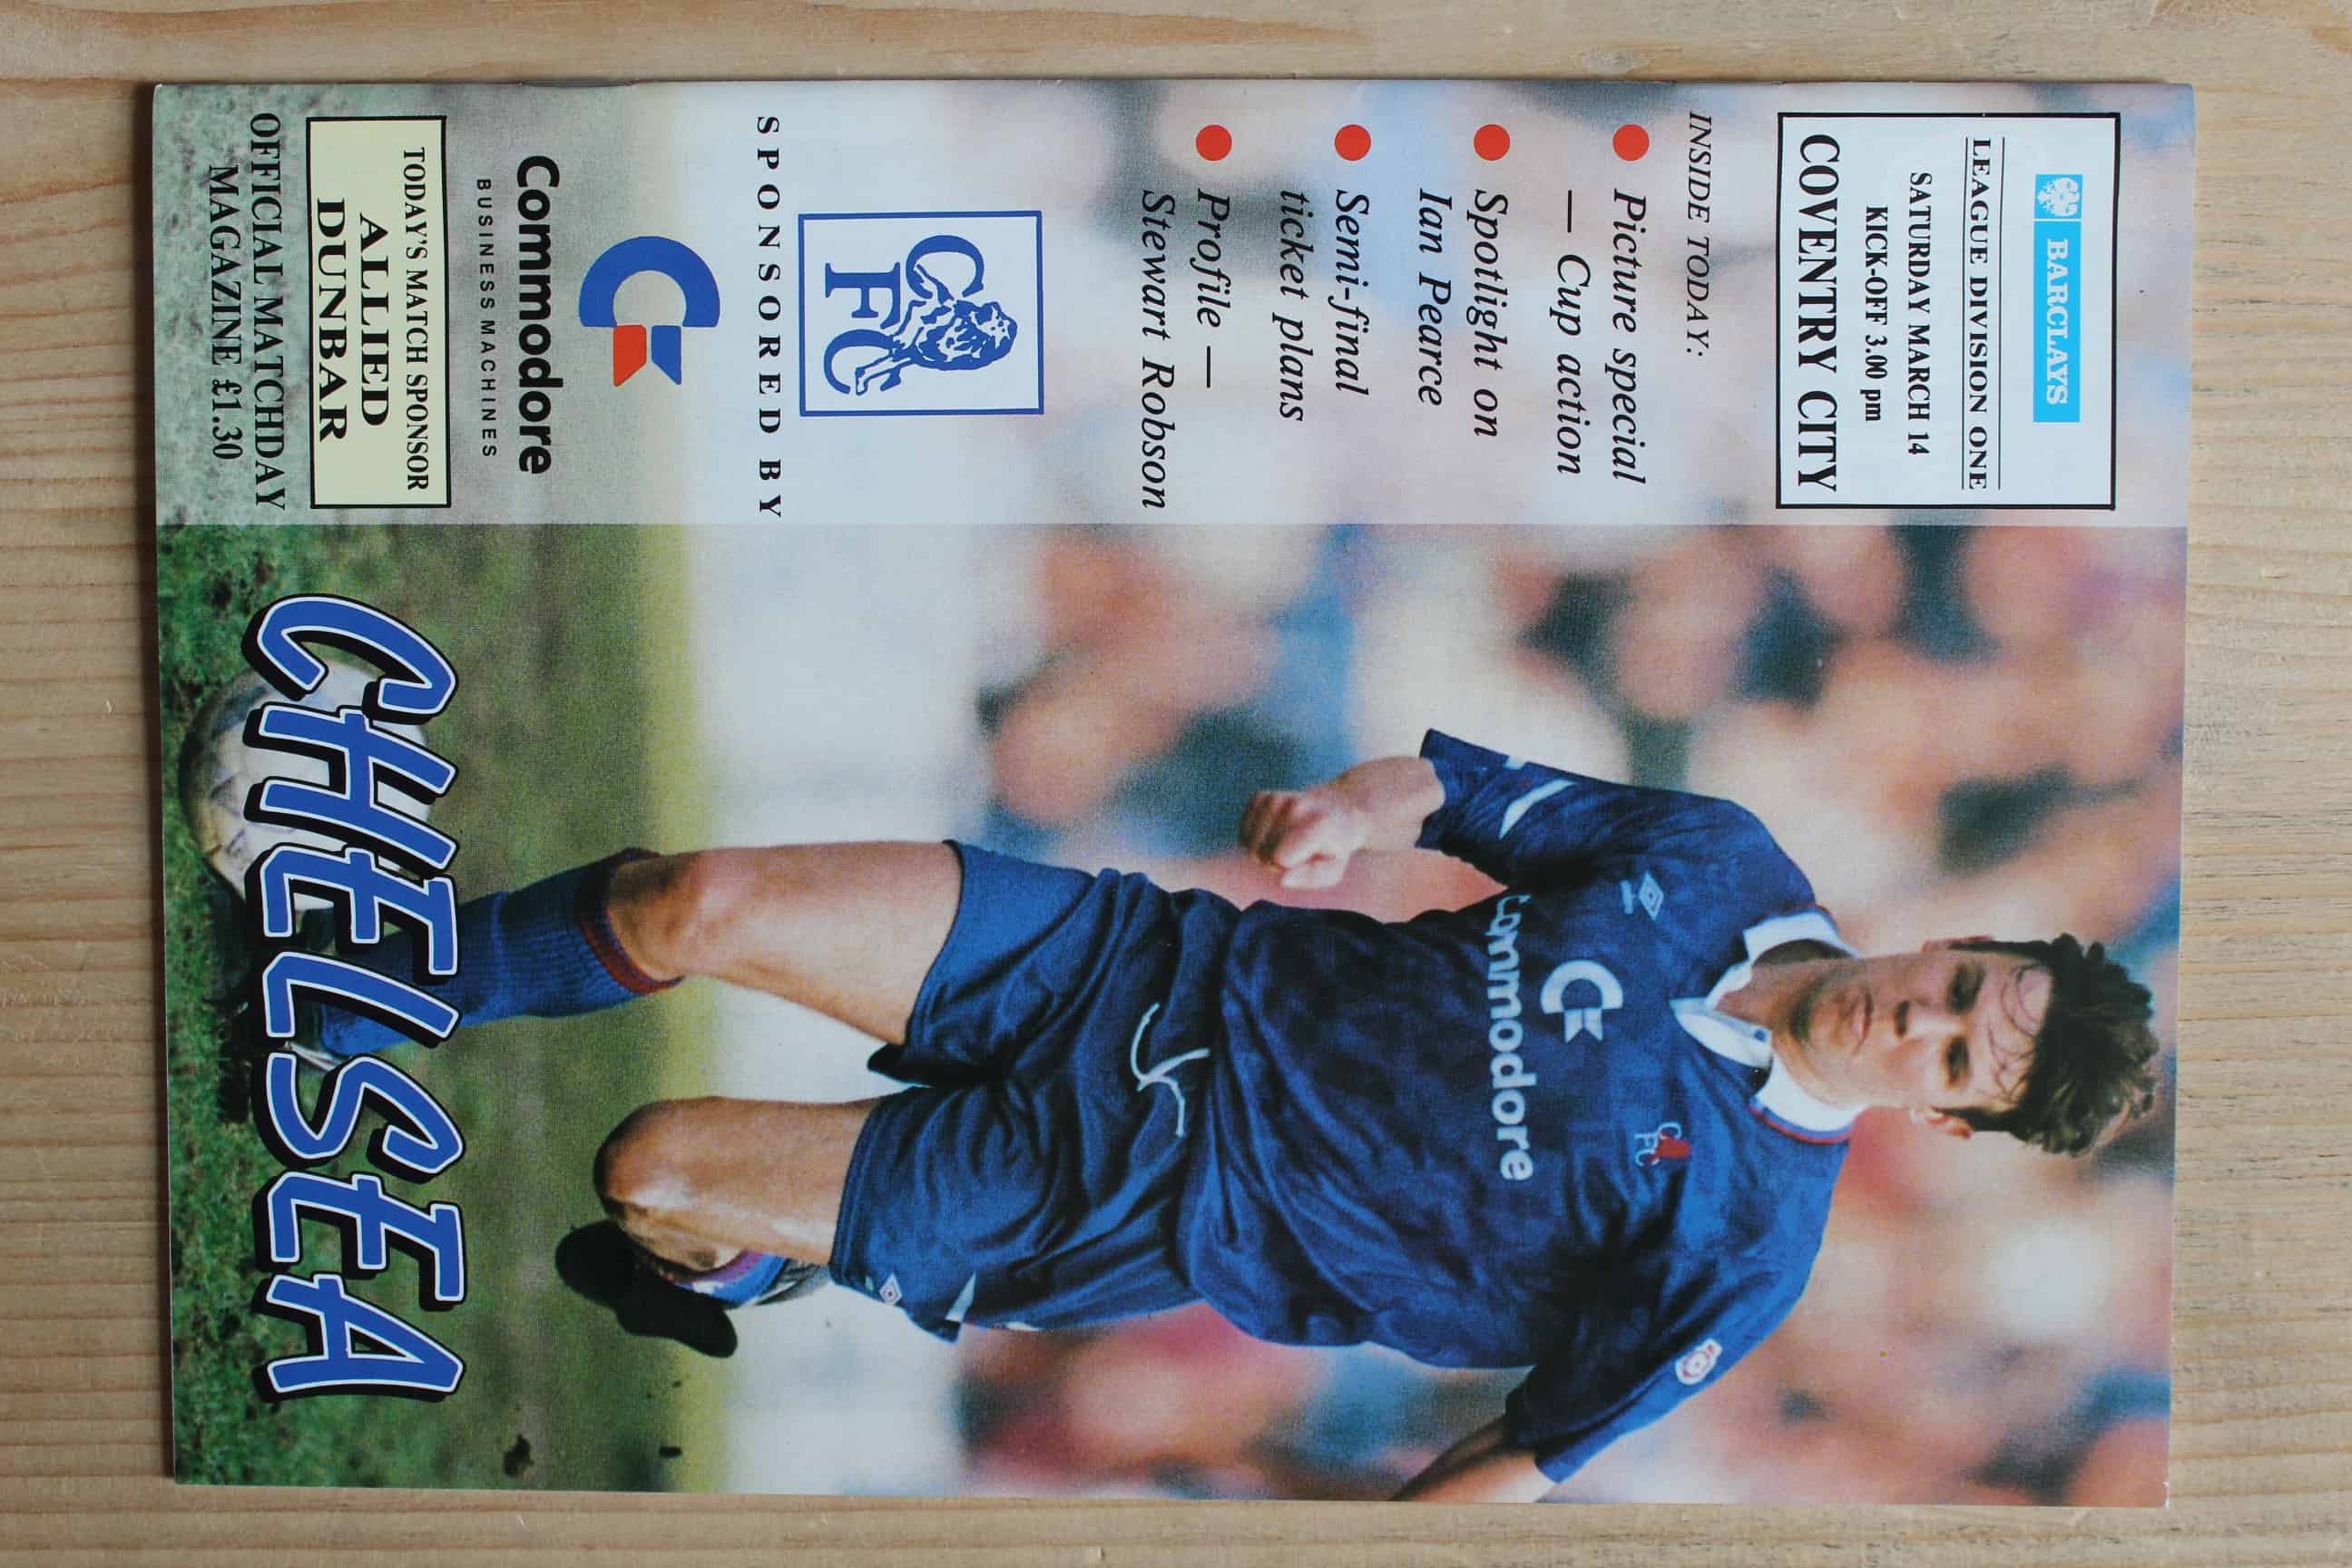 BARCLAYS
LEAGUE DIVISION ONE
SATURDAY MARCH 14
KICK-OFF 3.00 pm
COVENTRY CITY
INSIDE TODAY:
● Picture special
— Cup action
● Spotlight on
Ian Pearce
● Semi-final
ticket plans
● Profile —
Stewart Robson
CFC
SPONSORED BY
Commodore
BUSINESS MACHINES
TODAY'S MATCH SPONSOR
ALLIED
DUNBAR
OFFICIAL MATCHDAY
MAGAZINE £1.30
CFC
Commodore
CHELSEA